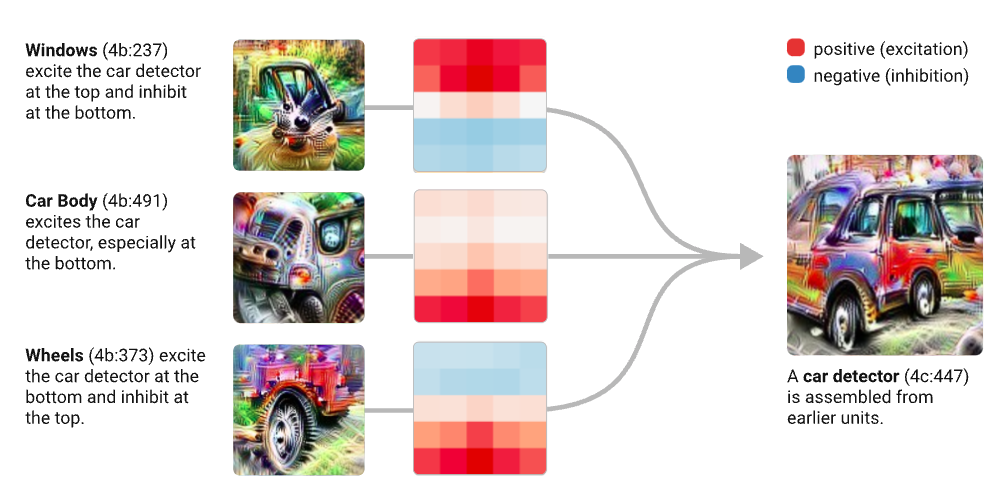 Windows (4b:237)
excite the car detector
at the top and inhibit
at the bottom.
Car Body (4b:491)
excites the car
detector, especially at
the bottom.
Wheels (4b:373) excite
the car detector at the
bottom and inhibit at
the top.
positive (excitation)
negative (inhibition)
A car detector (4c:447)
is assembled from
earlier units.